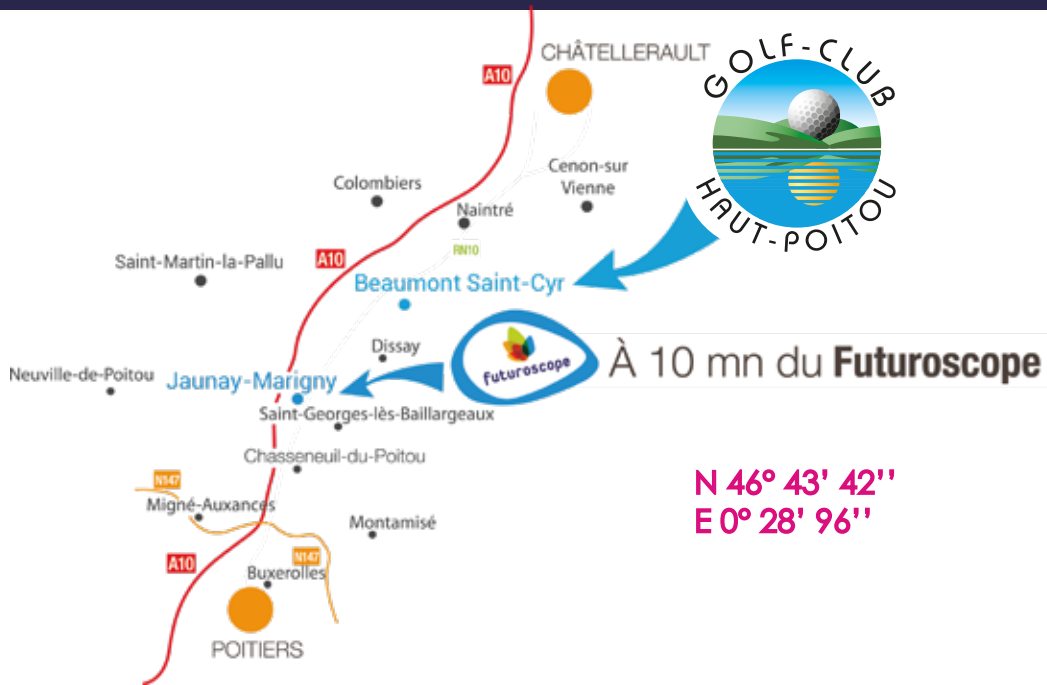 CHÂTELLERAULT
GOLF-CLUB
HAUT-POITOU
A10
Cenon-sur
Vienne
Colombiers
Naintré
RN10
Saint-Martin-la-Pallu
A10
Beaumont Saint-Cyr
Dissay
futuroscope
À 10 mn du Futuroscope
Neuville-de-Poitou
Jaunay-Marigny
Saint-Georges-lès-Baillargeaux
Chasseneuil-du-Poitou
N147
Migné-Auxances
Montamisé
N 46° 43' 42''
E 0° 28' 96''
A10
N147
Buxerolles
POITIERS